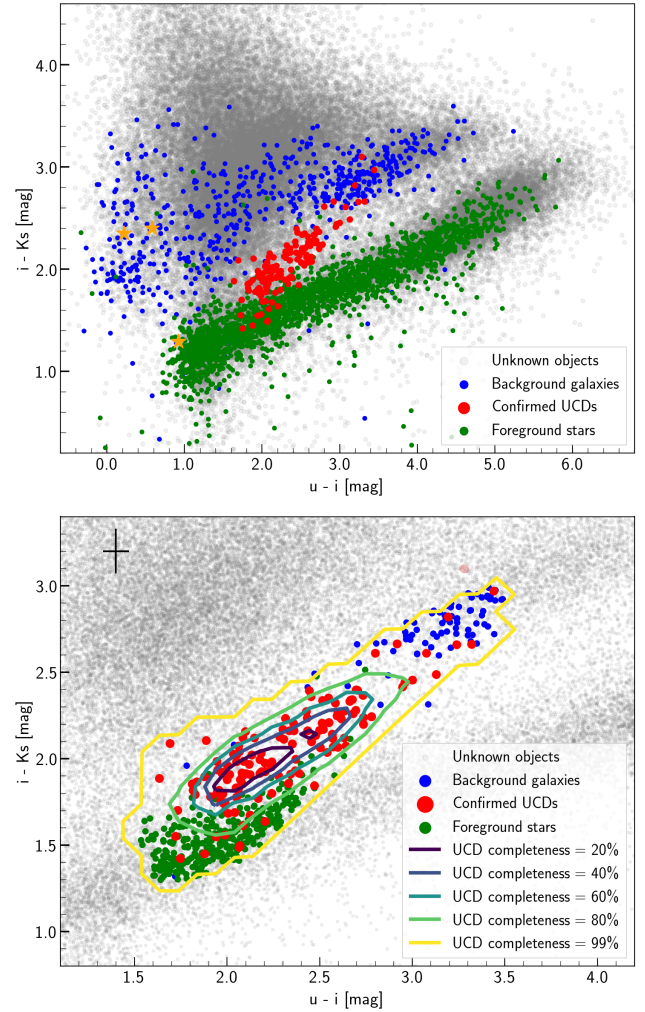 4.0
3.0
2.0
1.0
i - Ks [mag]
Unknown objects
Background galaxies
Confirmed UCDs
Foreground stars
0.0 1.0 2.0 3.0 4.0 5.0 6.0
u - i [mag]
3.0
2.5
2.0
1.5
1.0
i - Ks [mag]
Unknown objects
Background galaxies
Confirmed UCDs
Foreground stars
UCD completeness = 20%
UCD completeness = 40%
UCD completeness = 60%
UCD completeness = 80%
UCD completeness = 99%
1.5 2.0 2.5 3.0 3.5 4.0
u - i [mag]